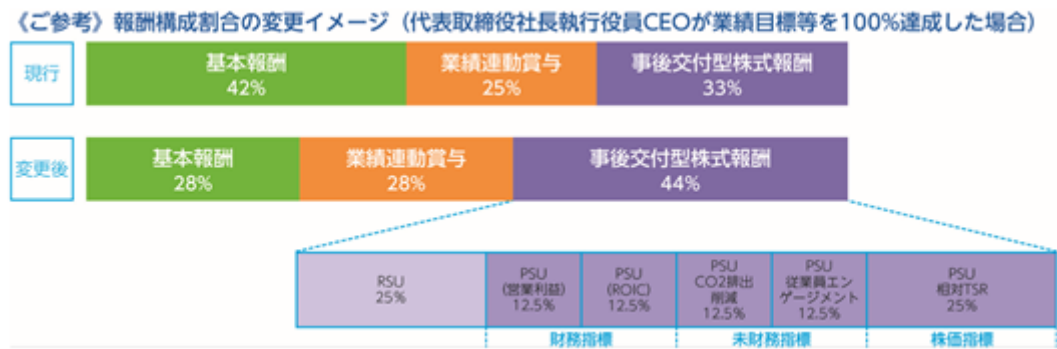 《ご参考》報酬構成割合の変更イメージ（代表取締役社長執行役員CEOが業績目標等を100%達成した場合）
現行
基本報酬
42%
業績連動賞与
25%
事後交付型株式報酬
33%
変更後
基本報酬
28%
業績連動賞与
28%
事後交付型株式報酬
44%
RSU
25%
PSU
(営業利益)
12.5%
PSU
(ROIC)
12.5%
PSU
CO2排出
削減
12.5%
PSU
従業員エン
ゲージメント
12.5%
PSU
相対TSR
25%
財務指標
未財務指標
株価指標